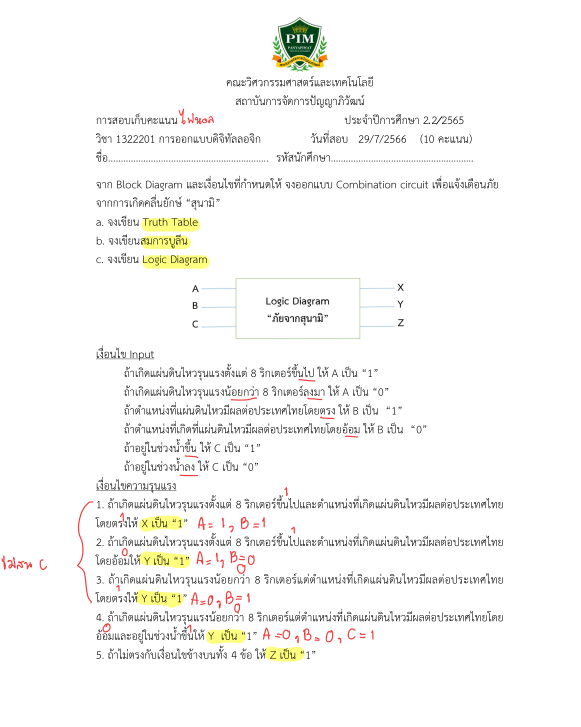 PIM
PANYAPIWAT
คณะวิศวกรรมศาสตร์และเทคโนโลยี
สถาบันการจัดการปัญญาภิวัฒน์
การสอบเก็บคะแนน ไฟนอล ประจำปีการศึกษา 2.2/2565
วิชา 1322201 การออกแบบดิจิทัลลอจิก วันที่สอบ 29/7/2566 (10 คะแนน)
ชื่อ.................................................................... รหัสนักศึกษา............................................................
จาก Block Diagram และเงื่อนไขที่กำหนดให้ จงออกแบบ Combination circuit เพื่อแจ้งเตือนภัย
จากการเกิดคลื่นยักษ์ “สุนามิ”
a. จงเขียน Truth Table
b. จงเขียนสมการบูลีน
c. จงเขียน Logic Diagram
A X
B Logic Diagram Y
C “ภัยจากสุนามิ” Z
เงื่อนไข Input
ถ้าเกิดแผ่นดินไหวรุนแรงตั้งแต่ 8 ริกเตอร์ขึ้นไป ให้ A เป็น “1”
ถ้าเกิดแผ่นดินไหวรุนแรงน้อยกว่า 8 ริกเตอร์ลงมา ให้ A เป็น “0”
ถ้าตำแหน่งที่แผ่นดินไหวมีผลต่อประเทศไทยโดยตรง ให้ B เป็น “1”
ถ้าตำแหน่งที่เกิดที่แผ่นดินไหวมีผลต่อประเทศไทยโดยอ้อม ให้ B เป็น “0”
ถ้าอยู่ในช่วงน้ำขึ้น ให้ C เป็น “1”
ถ้าอยู่ในช่วงน้ำลง ให้ C เป็น “0”
เงื่อนไขความรุนแรง
1
1. ถ้าเกิดแผ่นดินไหวรุนแรงตั้งแต่ 8 ริกเตอร์ขึ้นไปและตำแหน่งที่เกิดแผ่นดินไหวมีผลต่อประเทศไทย
1
โดยตรงให้ X เป็น “1” A = 1, B = 1
1
2. ถ้าเกิดแผ่นดินไหวรุนแรงตั้งแต่ 8 ริกเตอร์ขึ้นไปและตำแหน่งที่เกิดแผ่นดินไหวมีผลต่อประเทศไทย
0
โดยอ้อมให้ Y เป็น “1” A = 1, B = 0
ไม่สน C
0
3. ถ้าเกิดแผ่นดินไหวรุนแรงน้อยกว่า 8 ริกเตอร์แต่ตำแหน่งที่เกิดแผ่นดินไหวมีผลต่อประเทศไทย
1
โดยตรงให้ Y เป็น “1” A = 0, B = 1
0
4. ถ้าเกิดแผ่นดินไหวรุนแรงน้อยกว่า 8 ริกเตอร์แต่ตำแหน่งที่เกิดแผ่นดินไหวมีผลต่อประเทศไทยโดย
0 1
อ้อมและอยู่ในช่วงน้ำขึ้นให้ Y เป็น “1” A = 0, B = 0, C = 1
5. ถ้าไม่ตรงกับเงื่อนไขข้างบนทั้ง 4 ข้อ ให้ Z เป็น “1”